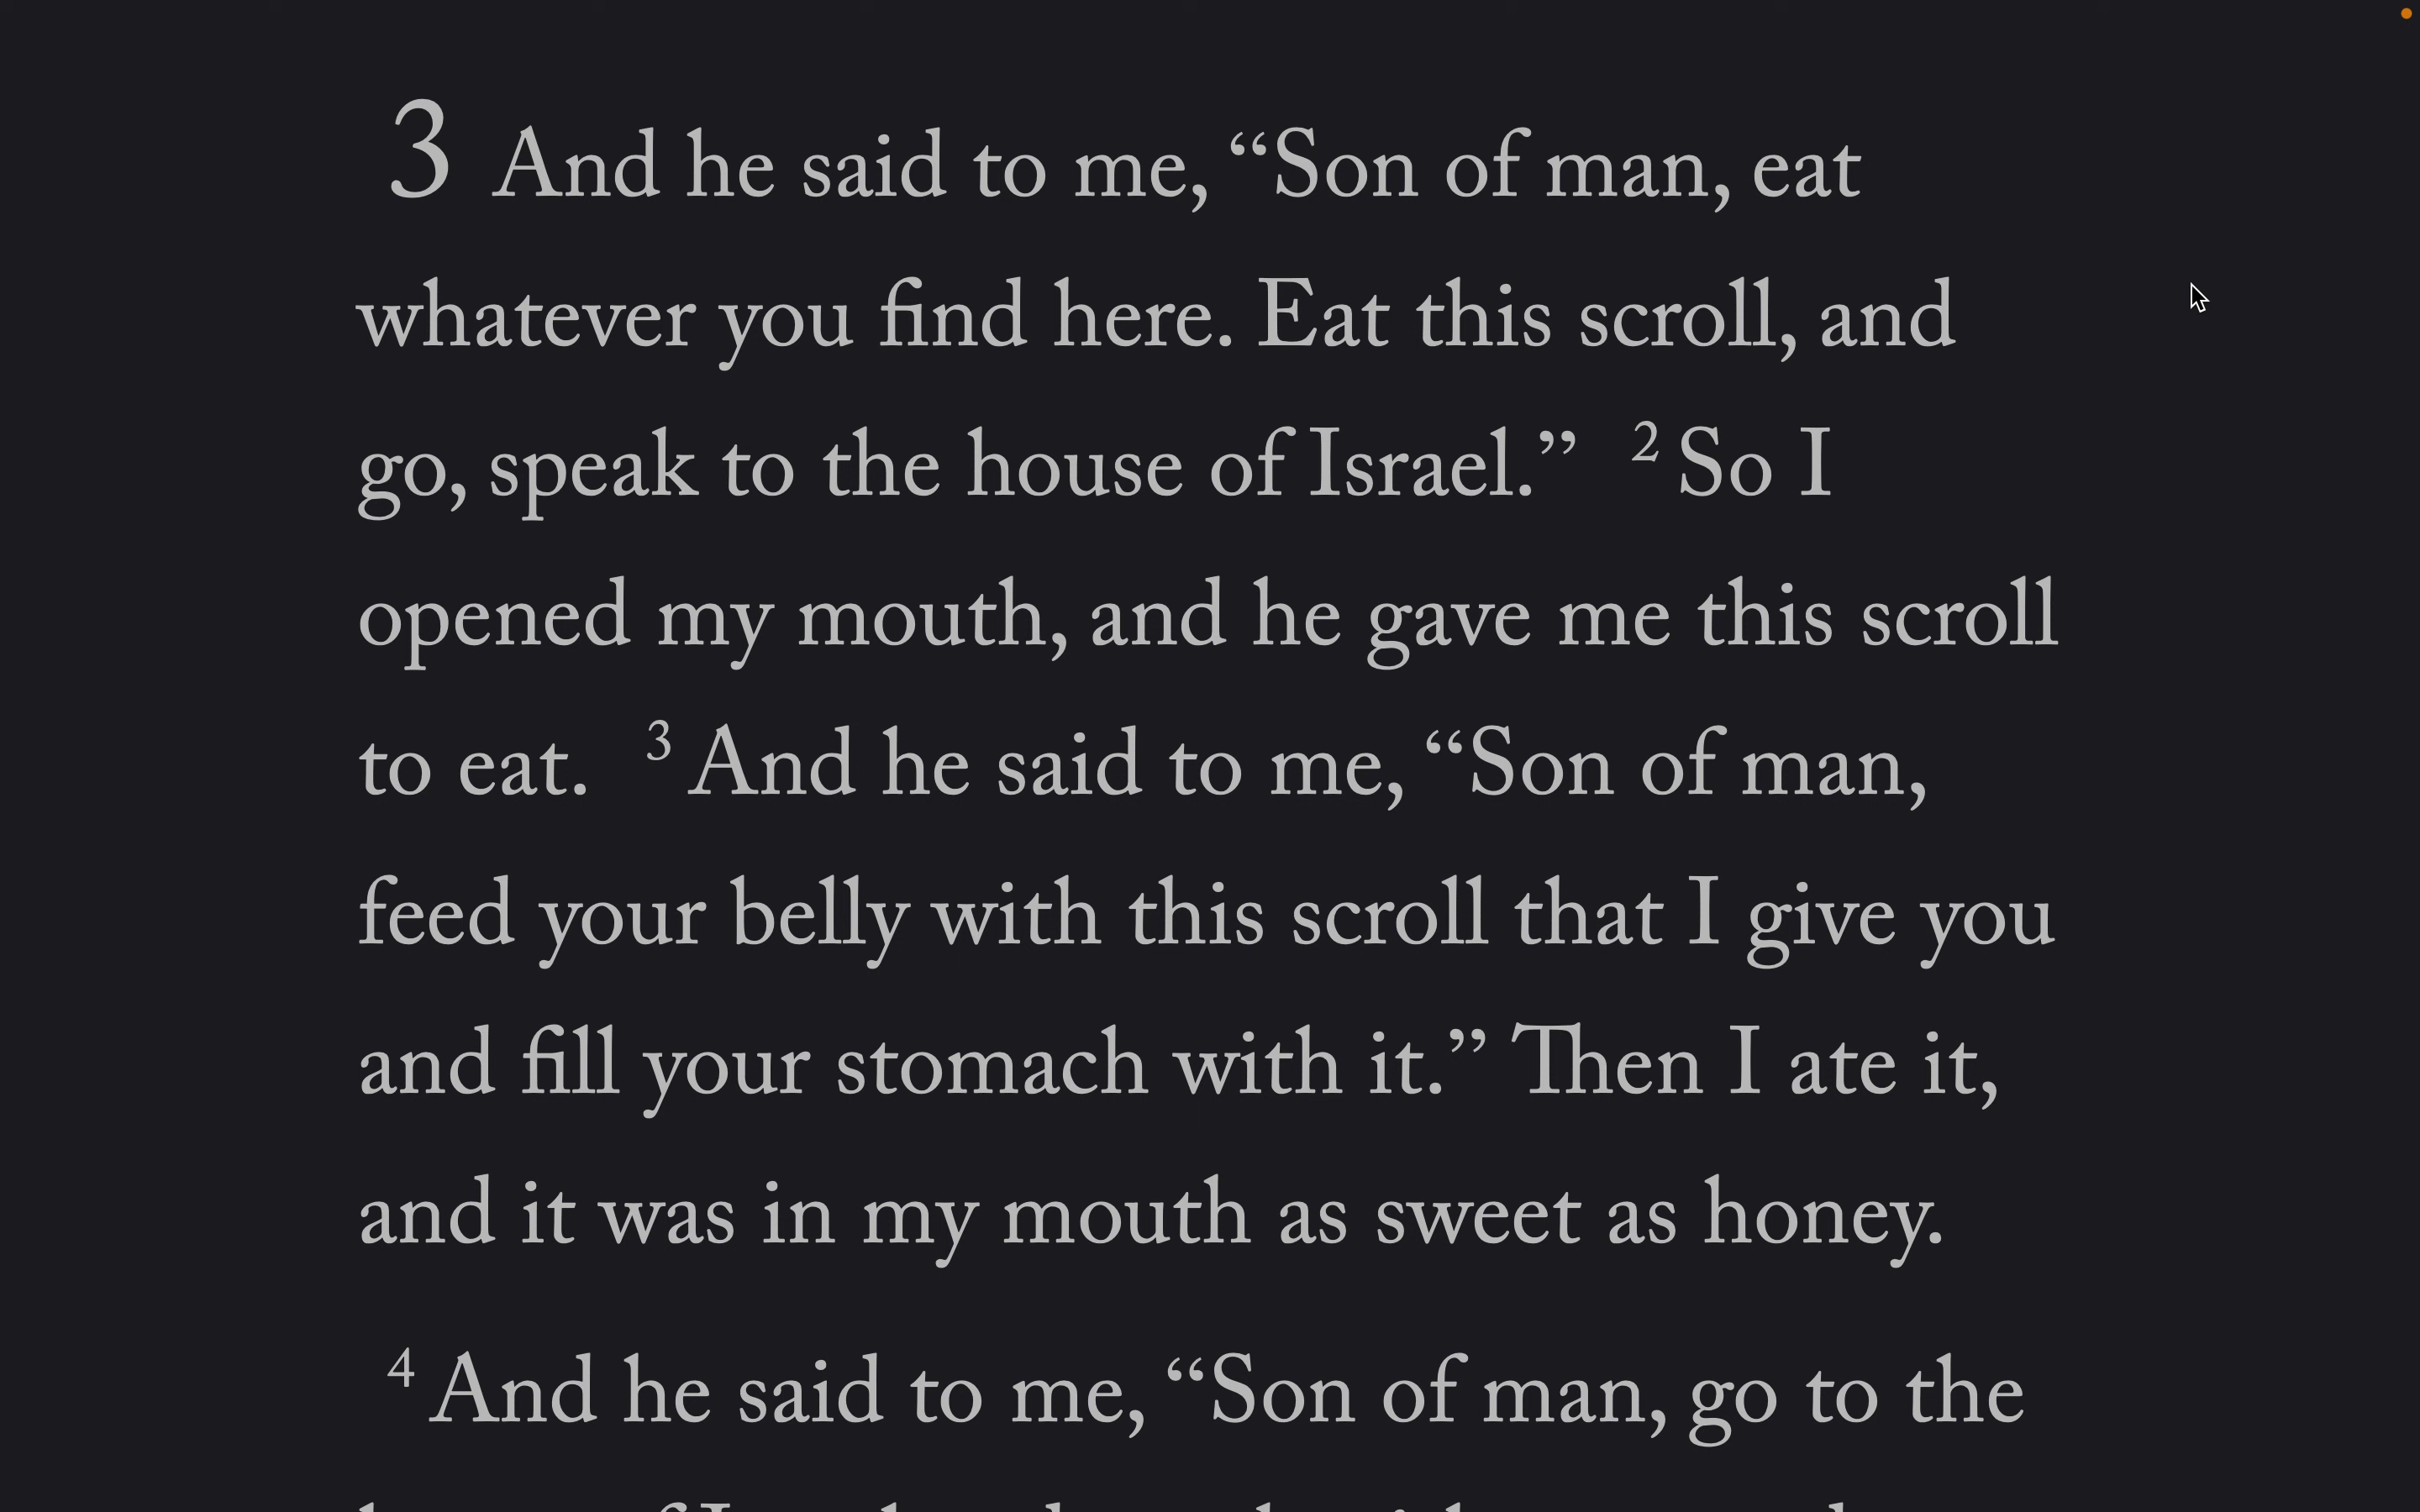 3 And he said to me, “Son of man, eat
whatever you find here. Eat this scroll, and
go, speak to the house of Israel.” 2 So I
opened my mouth, and he gave me this scroll
to eat. 3 And he said to me, “Son of man,
feed your belly with this scroll that I give you
and fill your stomach with it.” Then I ate it,
and it was in my mouth as sweet as honey.
4 And he said to me, “Son of man, go to the